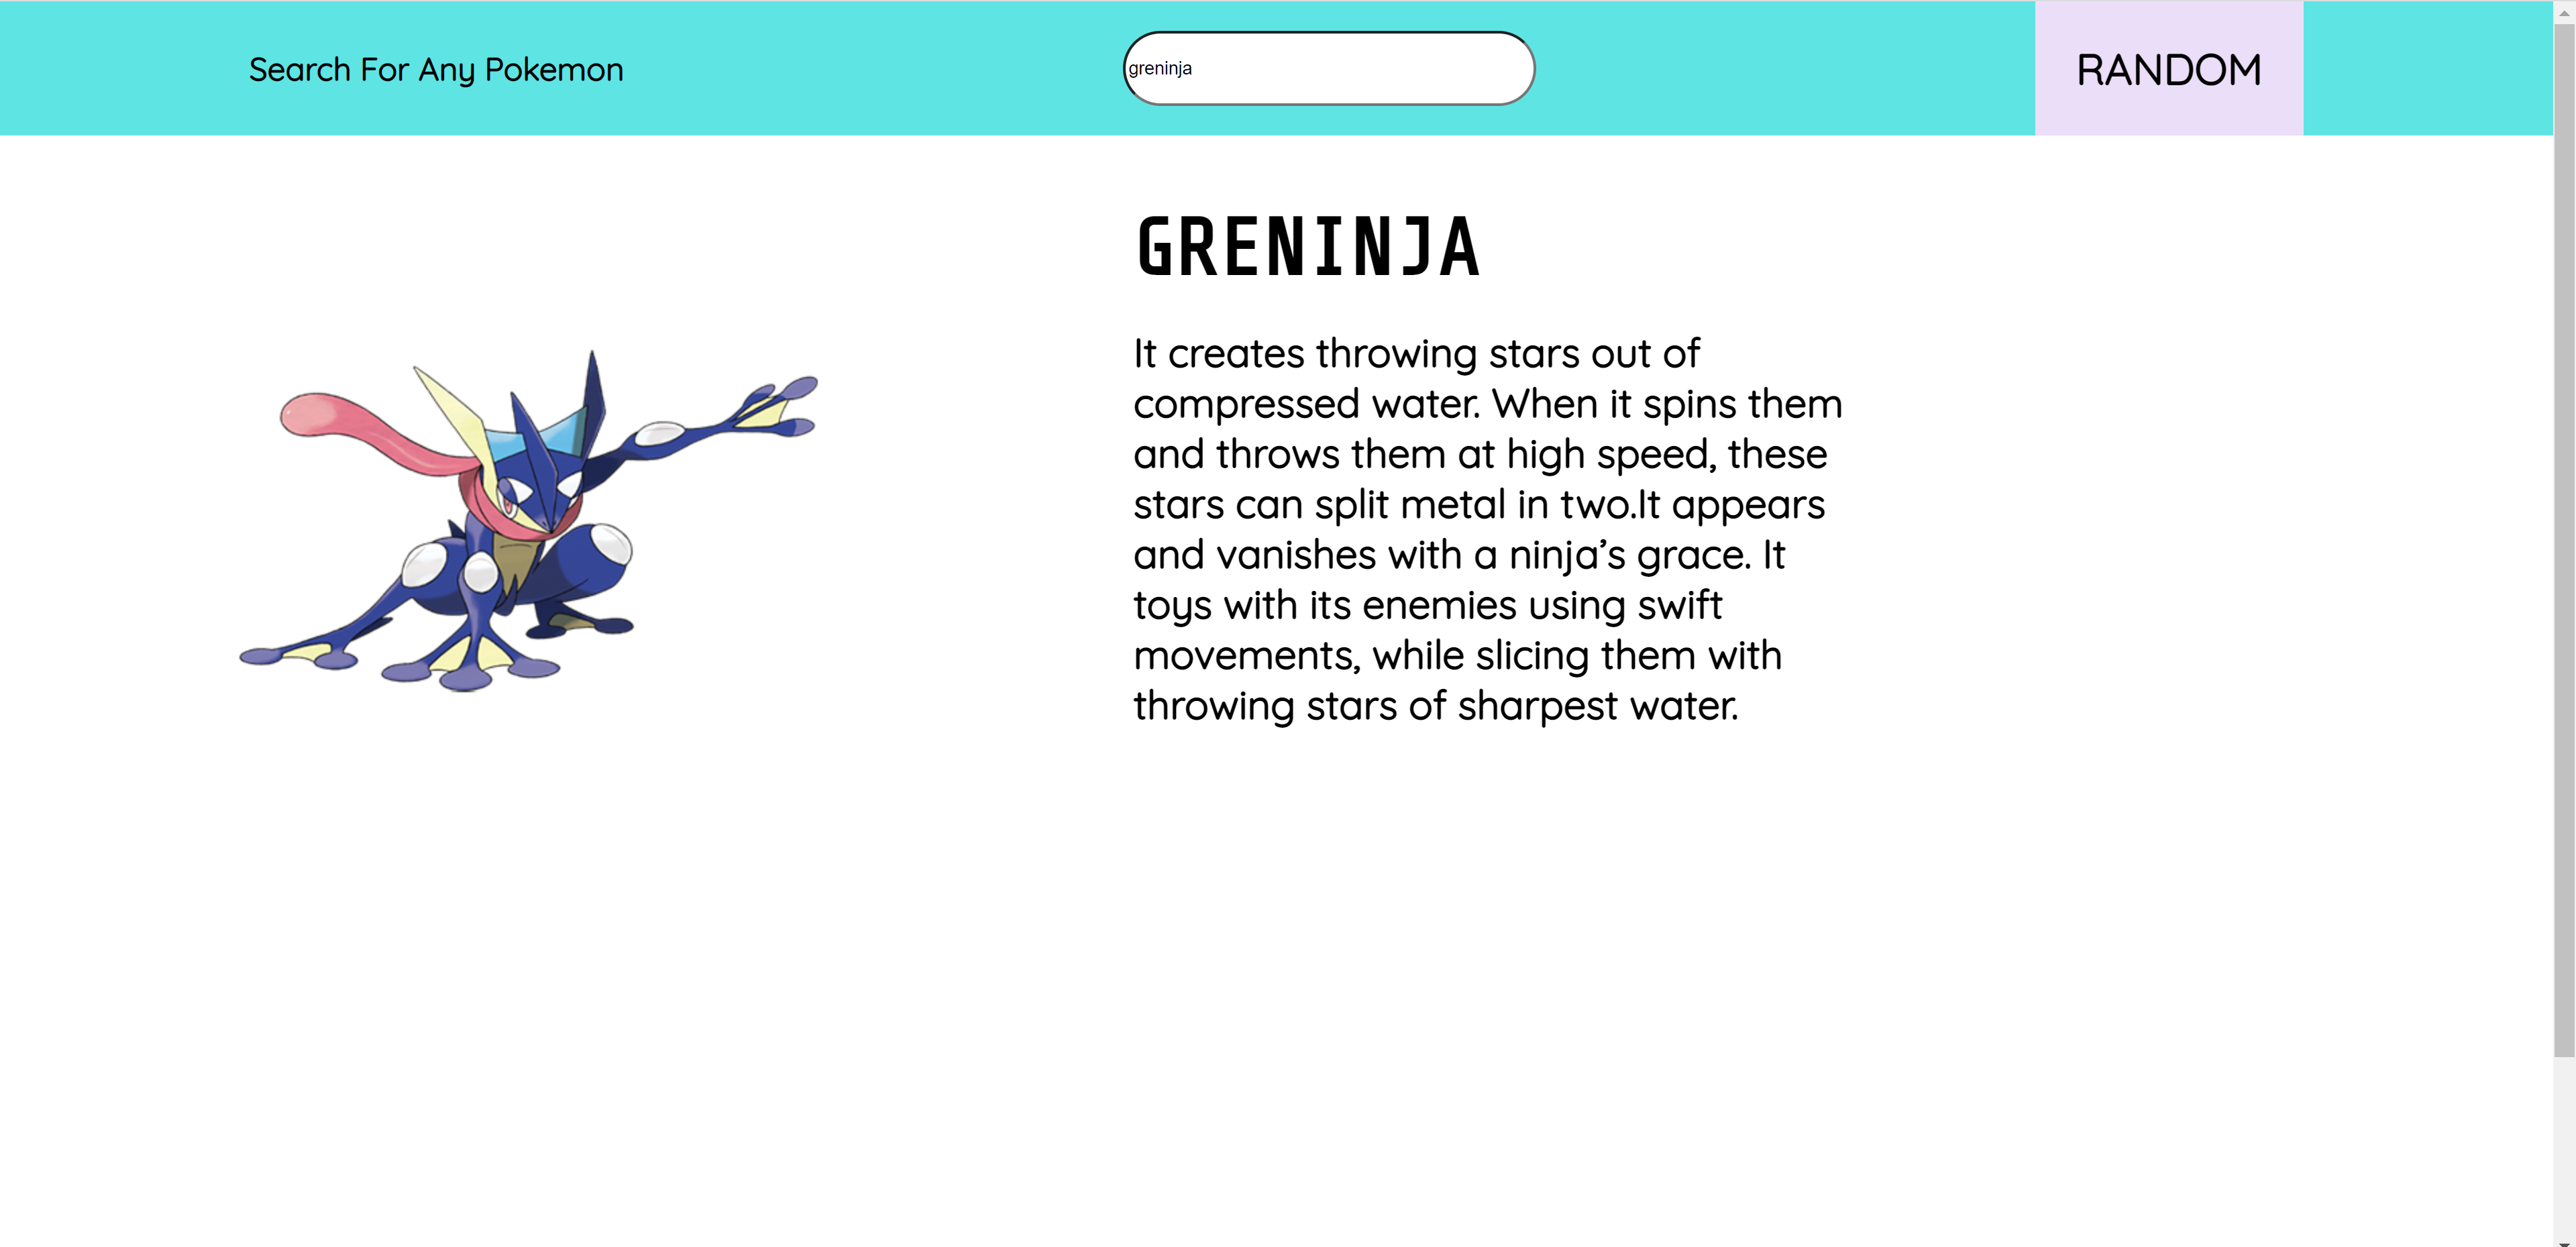 Search For Any Pokemon
greninja
RANDOM
GRENINJA
It creates throwing stars out of
compressed water. When it spins them
and throws them at high speed, these
stars can split metal in two.It appears
and vanishes with a ninja’s grace. It
toys with its enemies using swift
movements, while slicing them with
throwing stars of sharpest water.